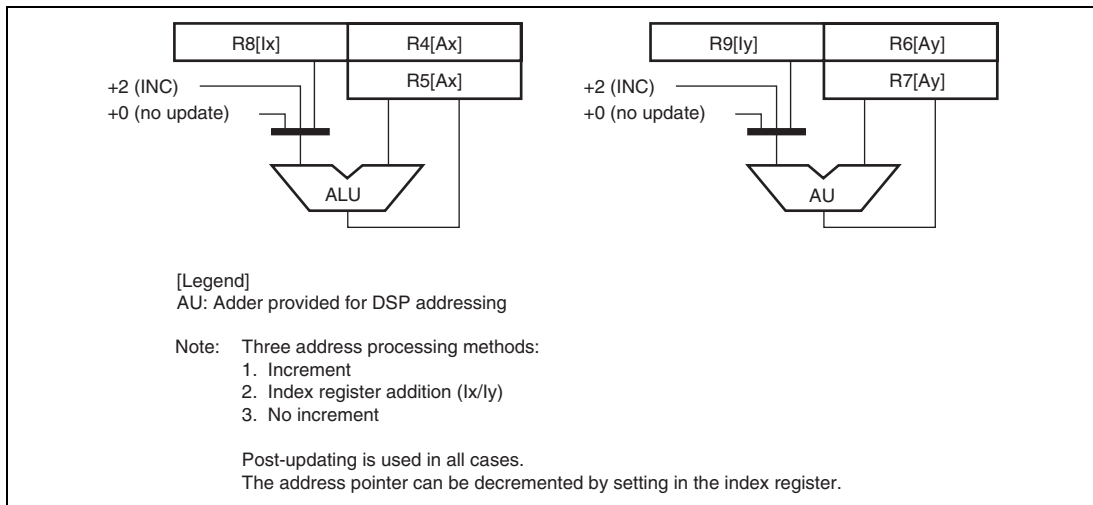 R8[Ix] R4[Ax] R9[Iy] R6[Ay]
R5[Ax] R7[Ay]
+2 (INC) +2 (INC)
+0 (no update) +0 (no update)
ALU AU
[Legend]
AU: Adder provided for DSP addressing
Note: Three address processing methods:
1. Increment
2. Index register addition (Ix/Iy)
3. No increment
Post-updating is used in all cases.
The address pointer can be decremented by setting in the index register.